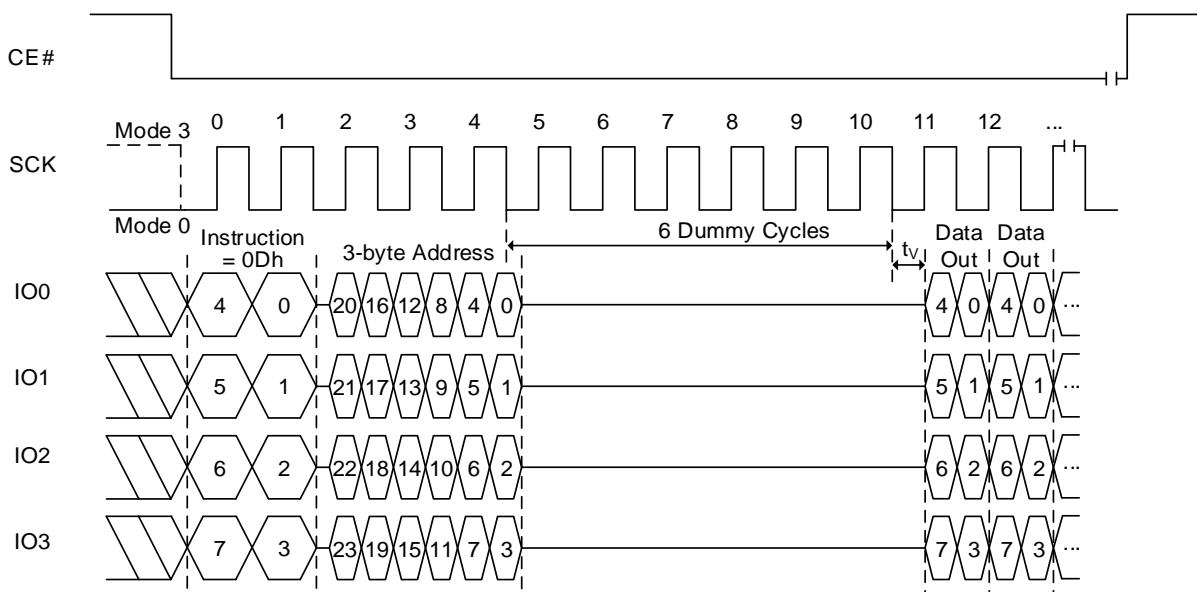 CE#
0 1 2 3 4 5 6 7 8 9 10 11 12 ...
Mode 3
SCK
Mode 0
Instruction
= 0Dh
3-byte Address
6 Dummy Cycles
tV
Data
Out
Data
Out
IO0 4 0 20 16 12 8 4 0 4 0 4 0 ...
IO1 5 1 21 17 13 9 5 1 5 1 5 1 ...
IO2 6 2 22 18 14 10 6 2 6 2 6 2 ...
IO3 7 3 23 19 15 11 7 3 7 3 7 3 ...